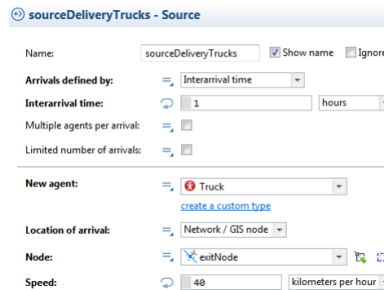 sourceDeliveryTrucks - Source
Name: sourceDeliveryTrucks Show name Ignore
Arrivals defined by: Interarrival time
Interarrival time: 1 hours
Multiple agents per arrival:
Limited number of arrivals:
New agent: Truck
create a custom type
Location of arrival: Network / GIS node
Node: exitNode
Speed: 40 kilometers per hour